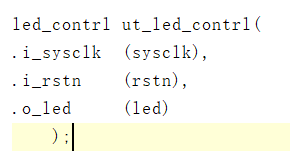 led_contrl ut_led_contrl(
.i_sysclk  (sysclk),
.i_rstn    (rstn),
.o_led     (led)
    );